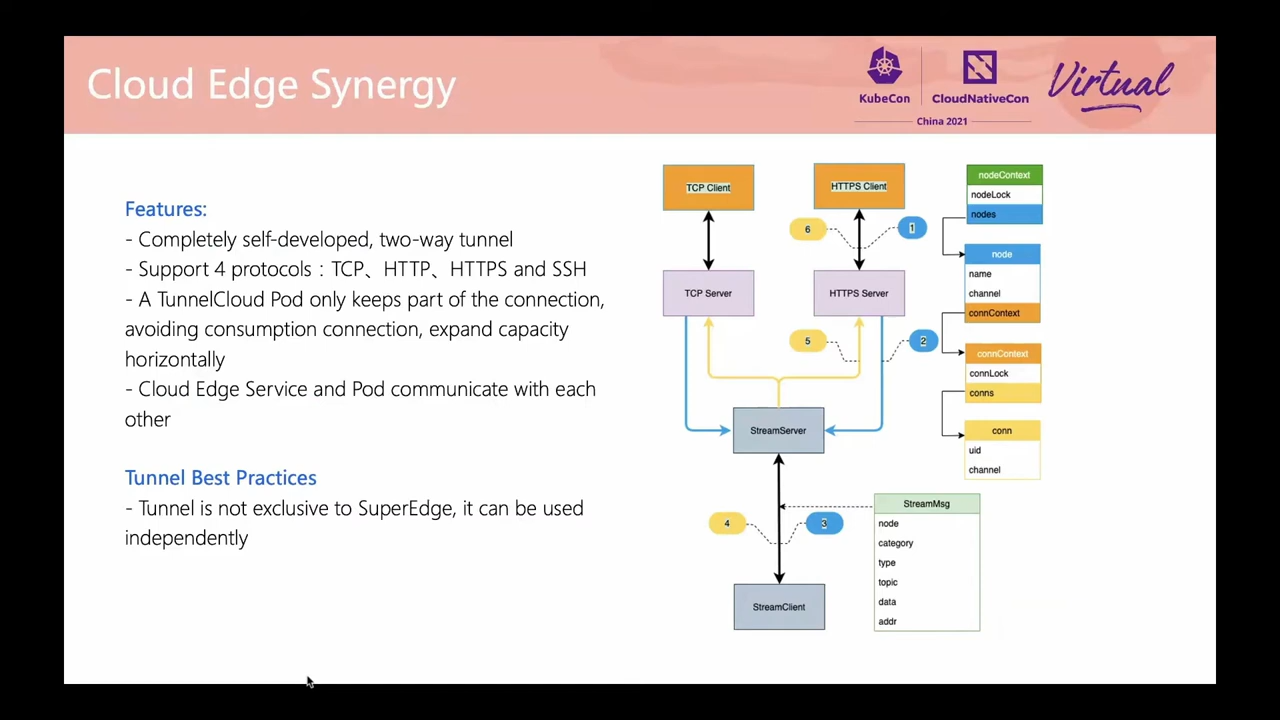 Cloud Edge Synergy
KubeCon
CloudNativeCon
China 2021
Virtual
Features:
- Completely self-developed, two-way tunnel
- Support 4 protocols：TCP、HTTP、HTTPS and SSH
- A TunnelCloud Pod only keeps part of the connection,
avoiding consumption connection, expand capacity
horizontally
- Cloud Edge Service and Pod communicate with each
other
Tunnel Best Practices
- Tunnel is not exclusive to SuperEdge, it can be used
independently
TCP Client
HTTPS Client
6
1
TCP Server
HTTPS Server
5
2
StreamServer
4
3
StreamClient
nodeContext
nodeLock
nodes
node
name
channel
connContext
connContext
connLock
conns
conn
uid
channel
StreamMsg
node
category
type
topic
data
addr